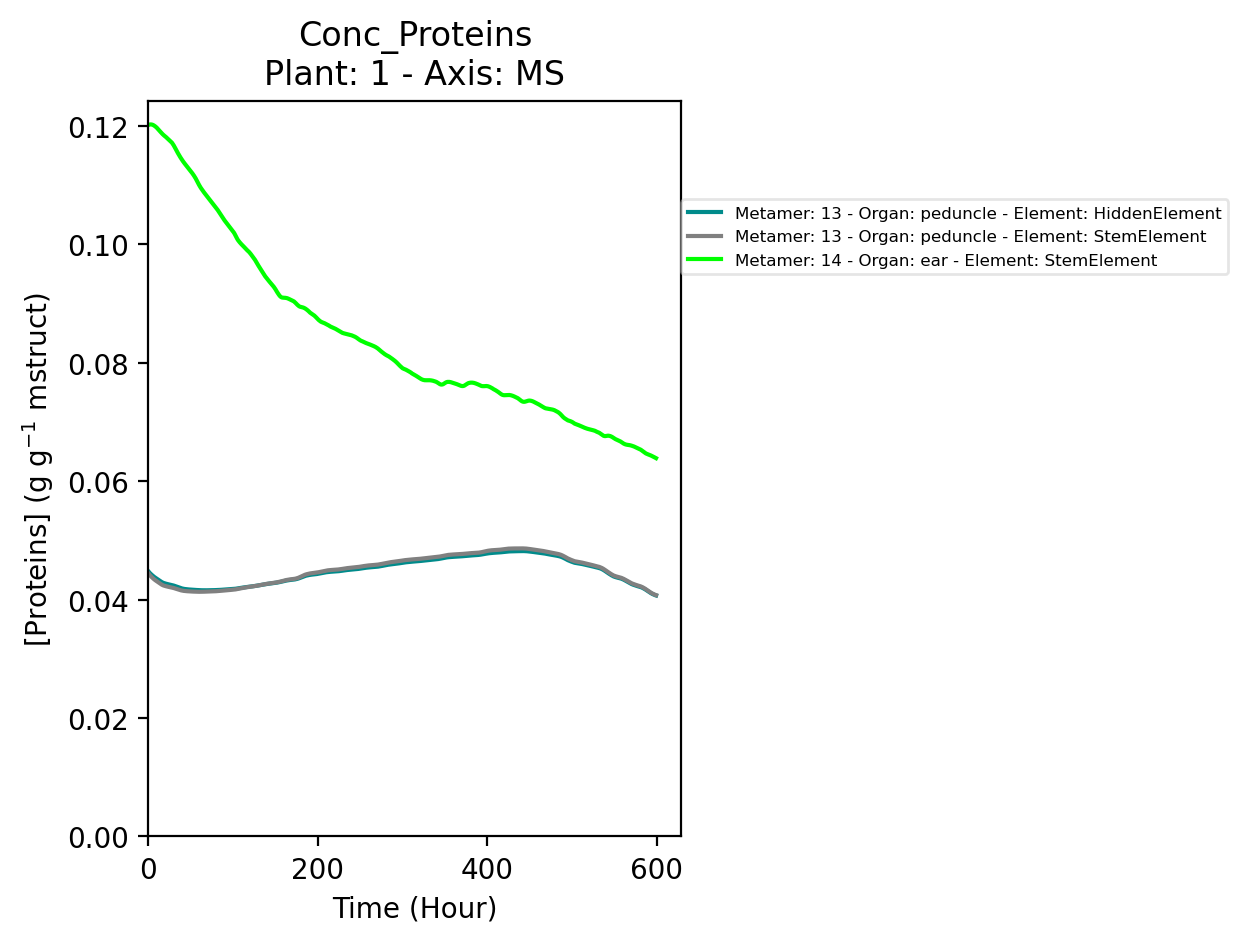 Conc_Proteins
Plant: 1 - Axis: MS
0.12
0.10
0.08
0.06
0.04
0.02
0.00
[Proteins] (g g⁻¹ mstruct)
0 200 400 600
Time (Hour)
Metamer: 13 - Organ: peduncle - Element: HiddenElement
Metamer: 13 - Organ: peduncle - Element: StemElement
Metamer: 14 - Organ: ear - Element: StemElement